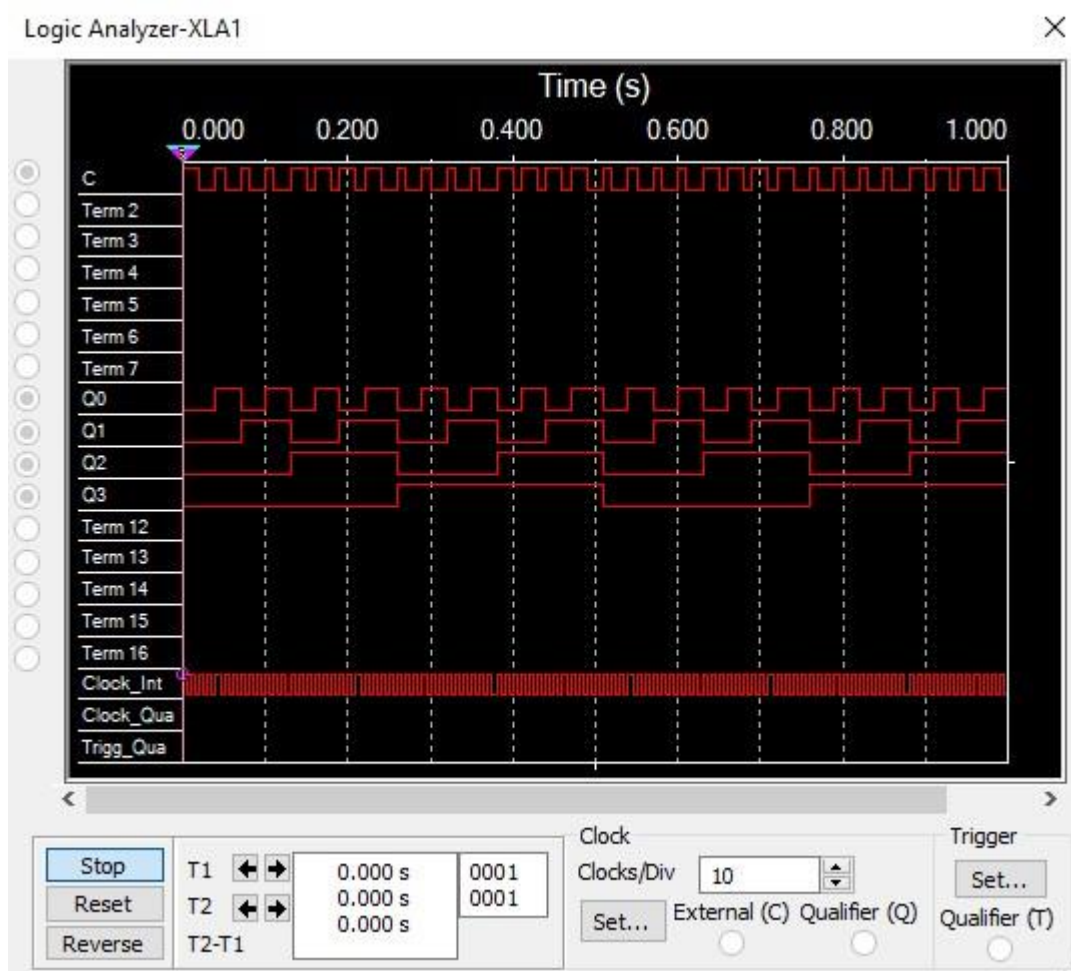 Logic Analyzer-XLA1
Time (s)
0.000 0.200 0.400 0.600 0.800 1.000
C
Term 2
Term 3
Term 4
Term 5
Term 6
Term 7
Q0
Q1
Q2
Q3
Term 12
Term 13
Term 14
Term 15
Term 16
Clock_Int
Clock_Qua
Trigg_Qua
Stop
Reset
Reverse
T1 0.000 s 0001
T2 0.000 s 0001
T2-T1 0.000 s
Clock
Clocks/Div 10
Set... External (C) Qualifier (Q)
Trigger
Set...
Qualifier (T)